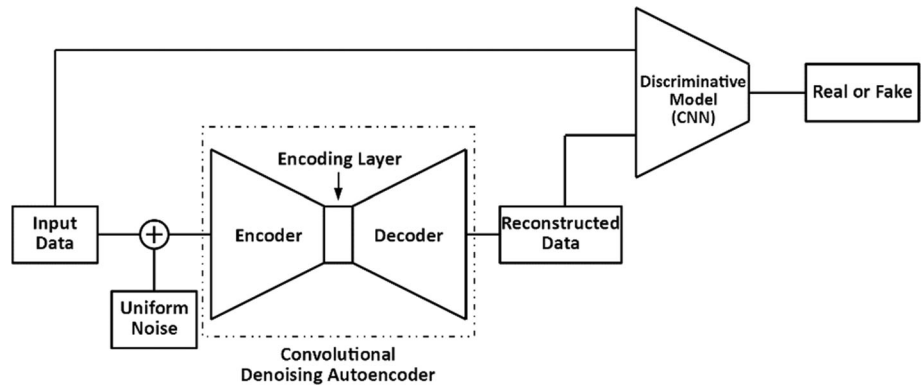 Discriminative
Model
(CNN)
Real or Fake
Encoding Layer
Input
Data
+
Encoder
Decoder
Reconstructed
Data
Uniform
Noise
Convolutional
Denoising Autoencoder